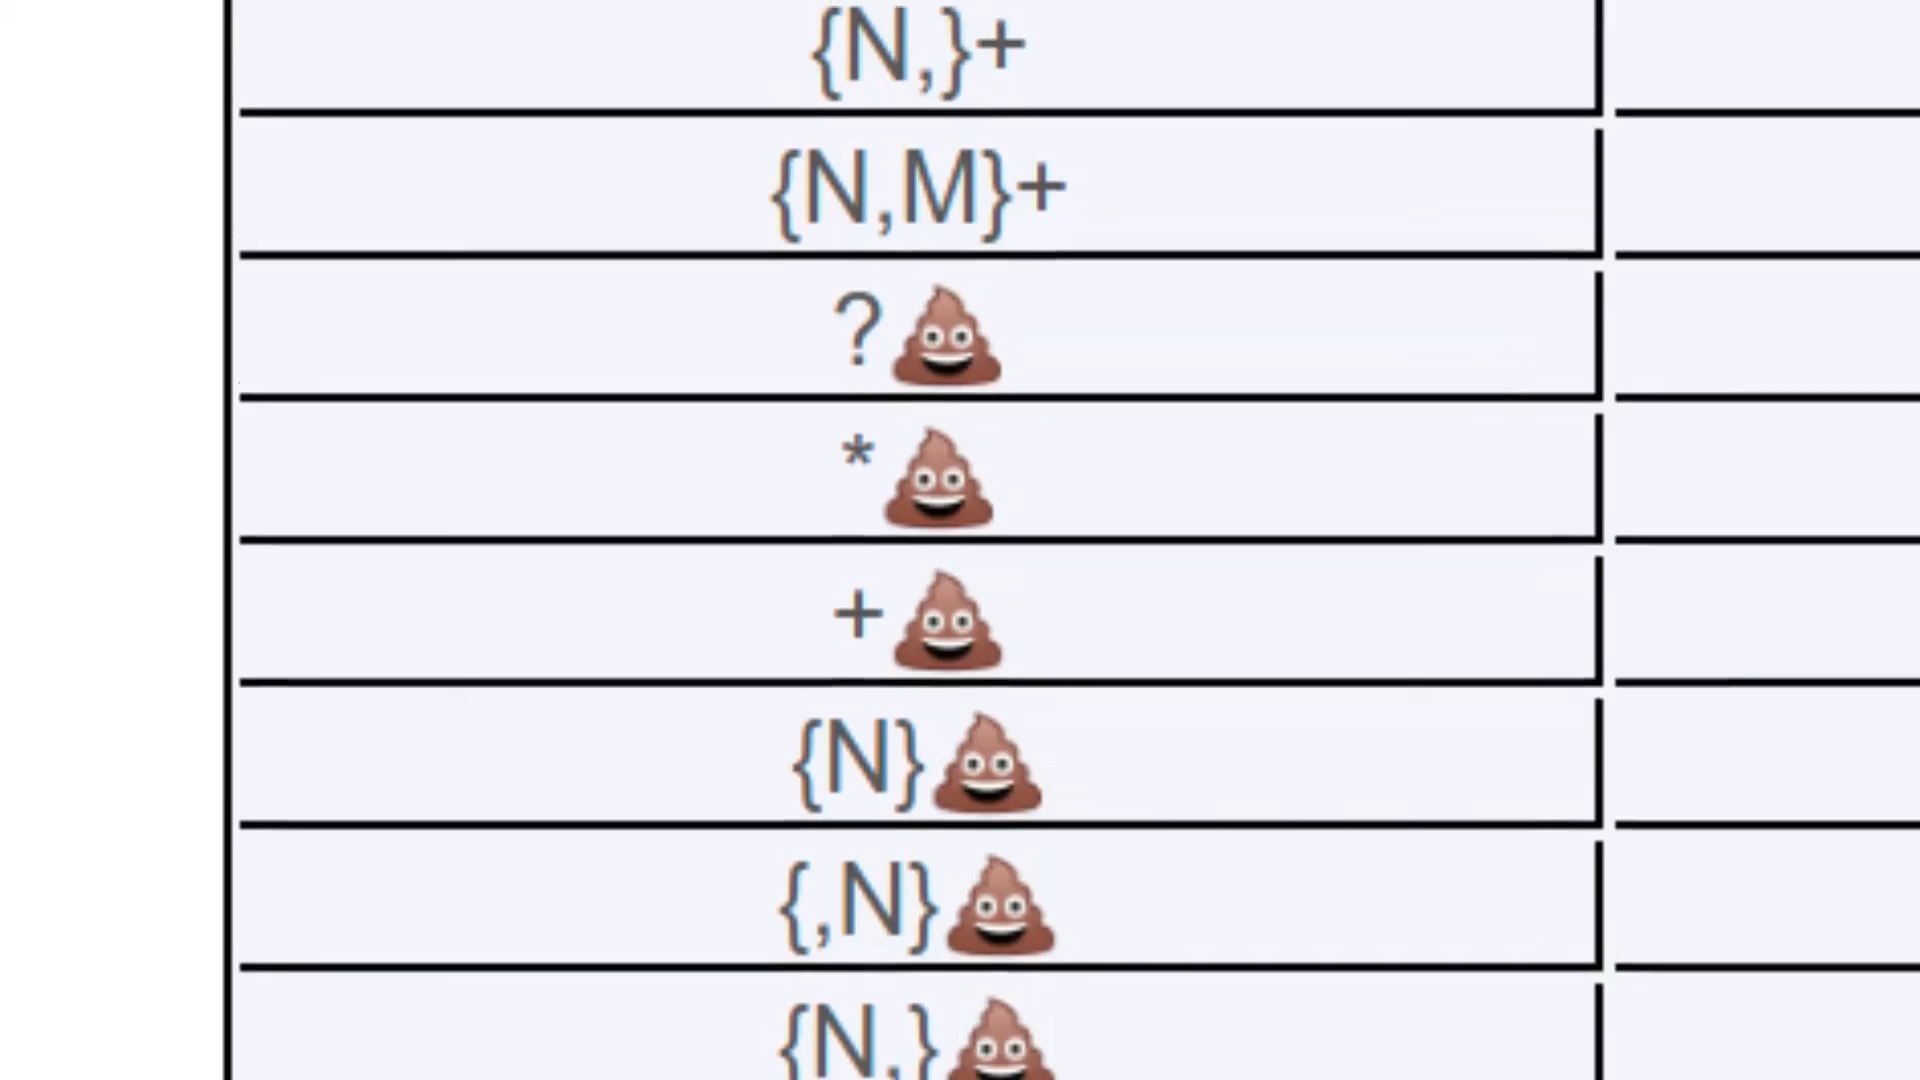 {N,}+
{N,M}+
?💩
*💩
+💩
{N}💩
{,N}💩
{N,}💩